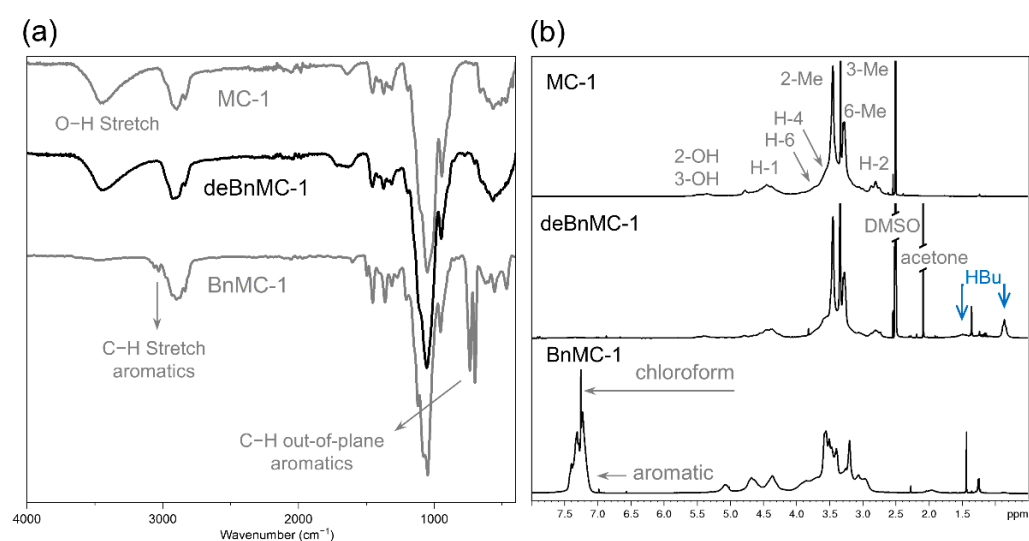 (a)
MC-1
O−H Stretch
deBnMC-1
BnMC-1
C−H Stretch
aromatics
C−H out-of-plane
aromatics
4000 3000 2000 1000
Wavenumber (cm⁻¹)
(b)
MC-1
2-Me
3-Me
6-Me
H-4
H-6
2-OH
3-OH
H-1
H-2
deBnMC-1
DMSO
acetone
HBu
BnMC-1
chloroform
aromatic
7.5 7.0 6.5 6.0 5.5 5.0 4.5 4.0 3.5 3.0 2.5 2.0 1.5 1.0 ppm